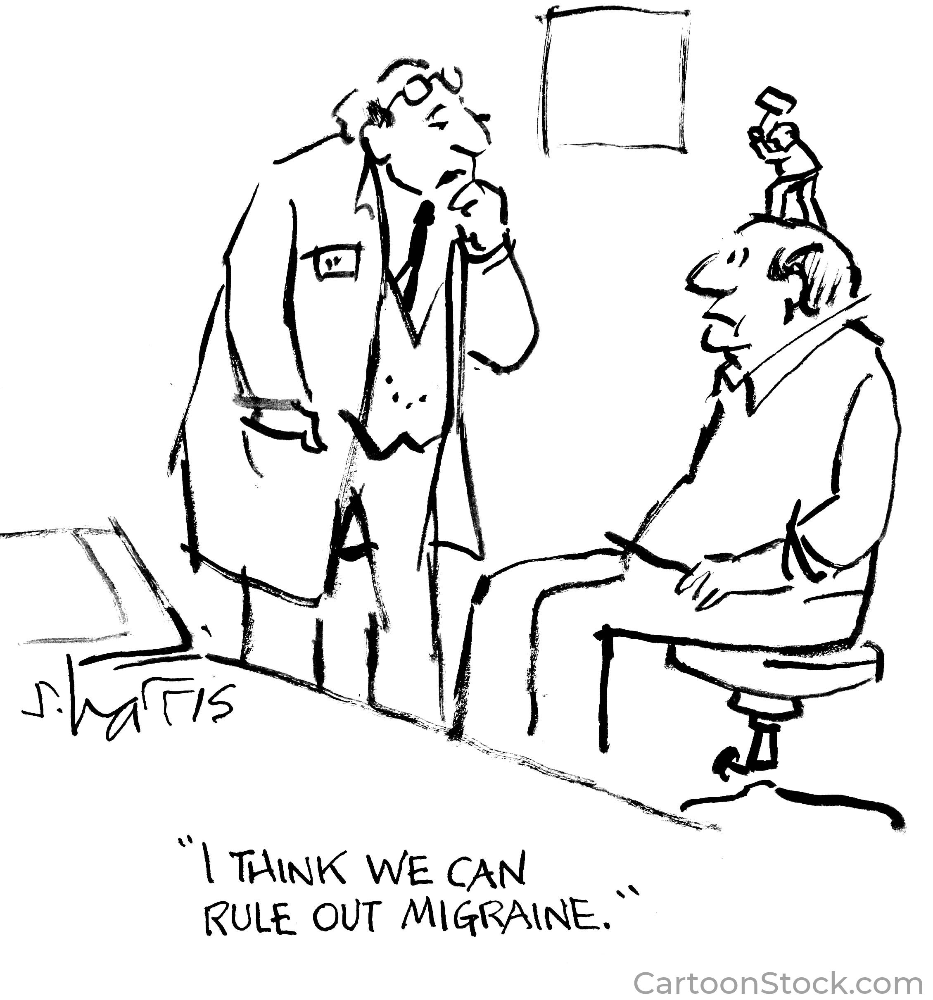 S. harris
"I THINK WE CAN
RULE OUT MIGRAINE."
CartoonStock.com